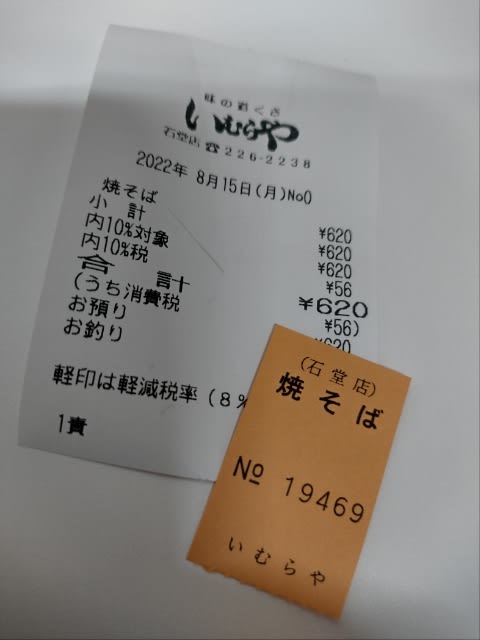 味の散くさ
いむらや
石堂店 ☎226-2238
2022年 8月15日(月)No0
焼そば ¥620
小 計 ¥620
内10%対象 ¥620
内10%税 ¥56
合 計 ¥620
(うち消費税 ¥56)
お預り ¥620
お釣り
軽印は軽減税率(8%
1責
(石堂店)
焼そば
No 19469
いむらや